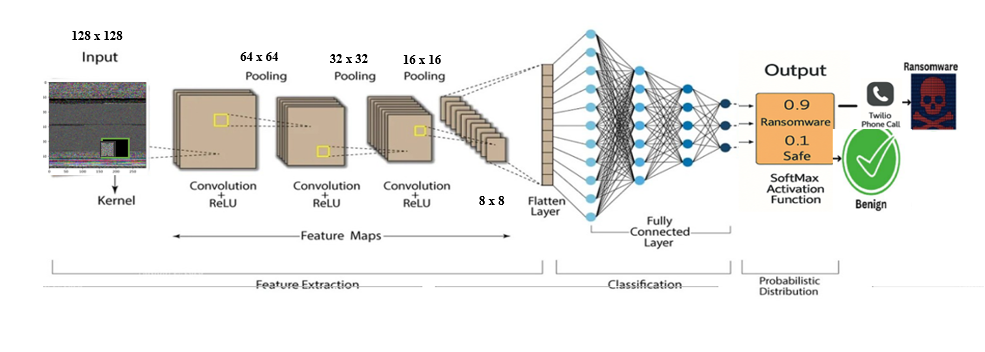 128 x 128
Input
64 x 64
Pooling
32 x 32
Pooling
16 x 16
Pooling
Kernel
Convolution
+
ReLU
Convolution
+
ReLU
Convolution
+
ReLU
8 x 8
Feature Maps
Flatten
Layer
Fully
Connected
Layer
Output
0.9
Ransomware
0.1
Safe
SoftMax
Activation
Function
Twilio
Phone Call
Ransomware
Benign
Feature Extraction
Classification
Probabilistic
Distribution